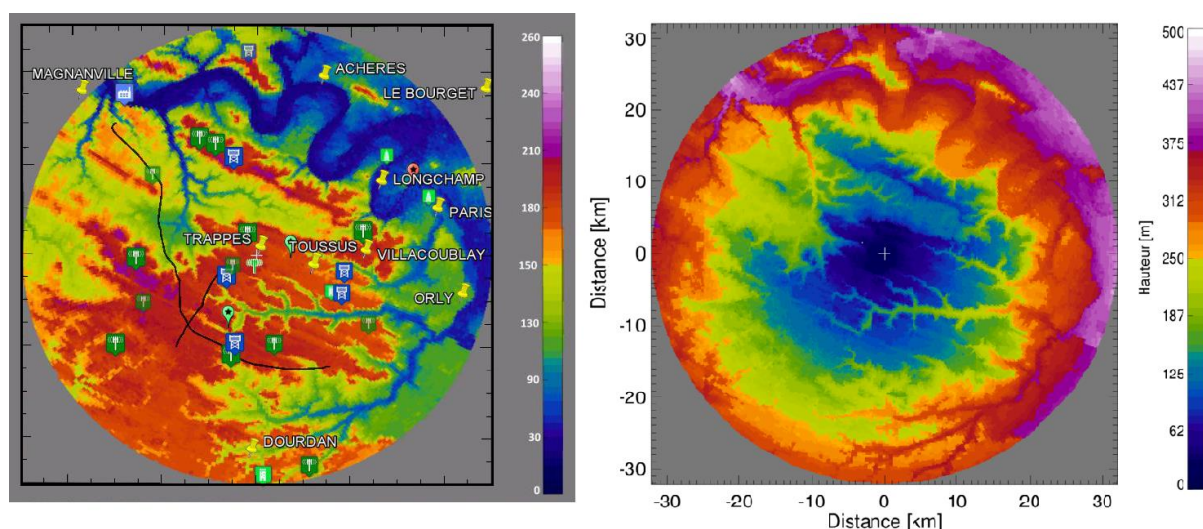 MAGNANVILLE
ACHERES
LE BOURGET
LONGCHAMP
PARIS
TRAPPES
TOUSSUS
VILLACOUBLAY
ORLY
DOURDAN
260
240
210
180
150
130
90
30
0
Distance [km]
30
20
10
0
-10
-20
-30
-30
-20
-10
0
10
20
30
Distance [km]
Hauteur [m]
500
437
375
312
250
187
125
62
0